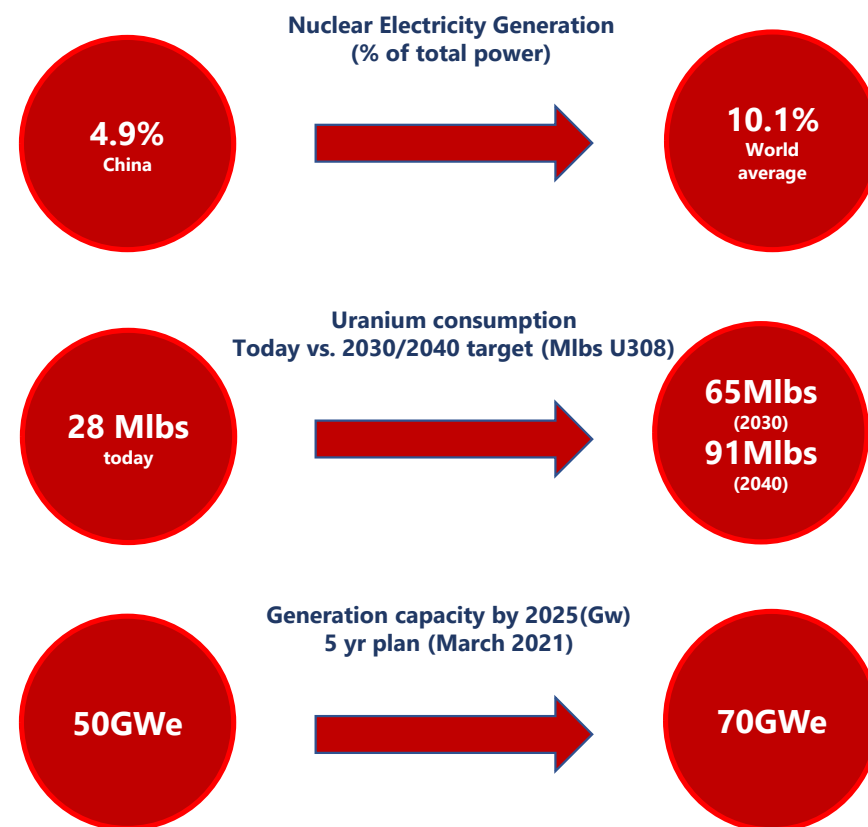 Nuclear Electricity Generation
(% of total power)
4.9%
China
10.1%
World
average
Uranium consumption
Today vs. 2030/2040 target (Mlbs U308)
28 Mlbs
today
65Mlbs
(2030)
91Mlbs
(2040)
Generation capacity by 2025(Gw)
5 yr plan (March 2021)
50GWe
70GWe